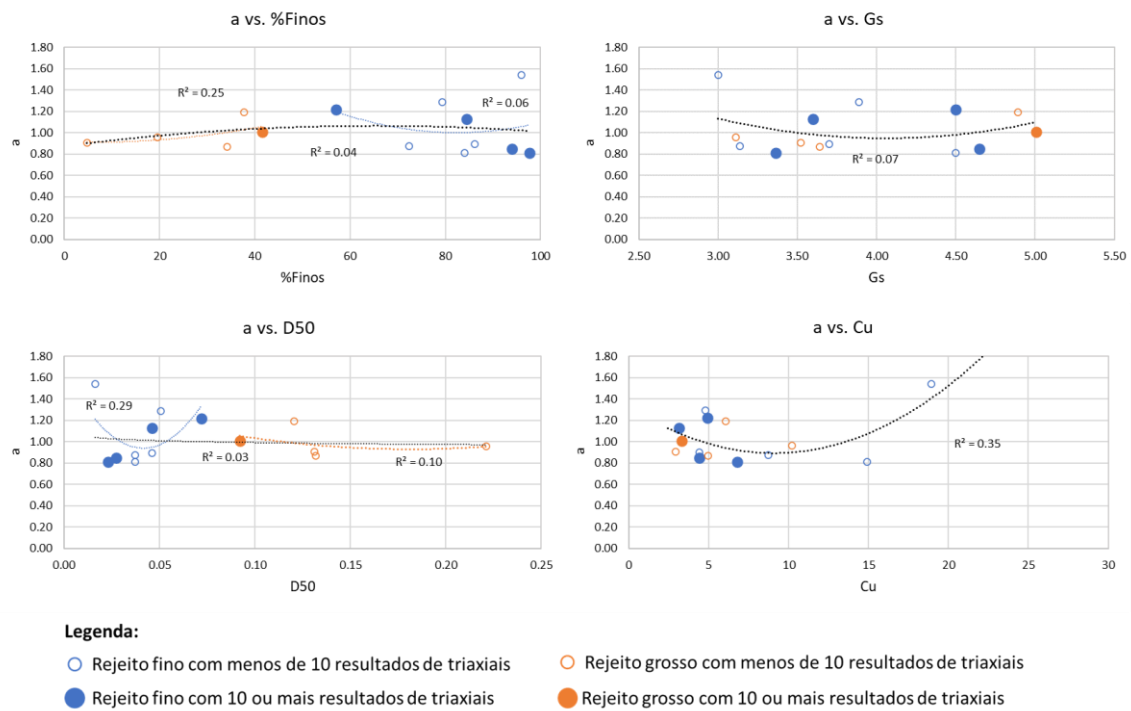 a vs. %Finos
1.80
1.60
1.40
1.20
1.00
0.80
0.60
0.40
0.20
0.00
a
R² = 0.25
R² = 0.06
R² = 0.04
0
20
40
60
80
100
%Finos
a vs. Gs
1.80
1.60
1.40
1.20
1.00
0.80
0.60
0.40
0.20
0.00
a
R² = 0.07
2.50
3.00
3.50
4.00
4.50
5.00
5.50
Gs
a vs. D50
1.80
1.60
1.40
1.20
1.00
0.80
0.60
0.40
0.20
0.00
a
R² = 0.29
R² = 0.03
R² = 0.10
0.00
0.05
0.10
0.15
0.20
0.25
D50
a vs. Cu
1.80
1.60
1.40
1.20
1.00
0.80
0.60
0.40
0.20
0.00
a
R² = 0.35
0
5
10
15
20
25
30
Cu
Legenda:
Rejeito fino com menos de 10 resultados de triaxiais
Rejeito grosso com menos de 10 resultados de triaxiais
Rejeito fino com 10 ou mais resultados de triaxiais
Rejeito grosso com 10 ou mais resultados de triaxiais